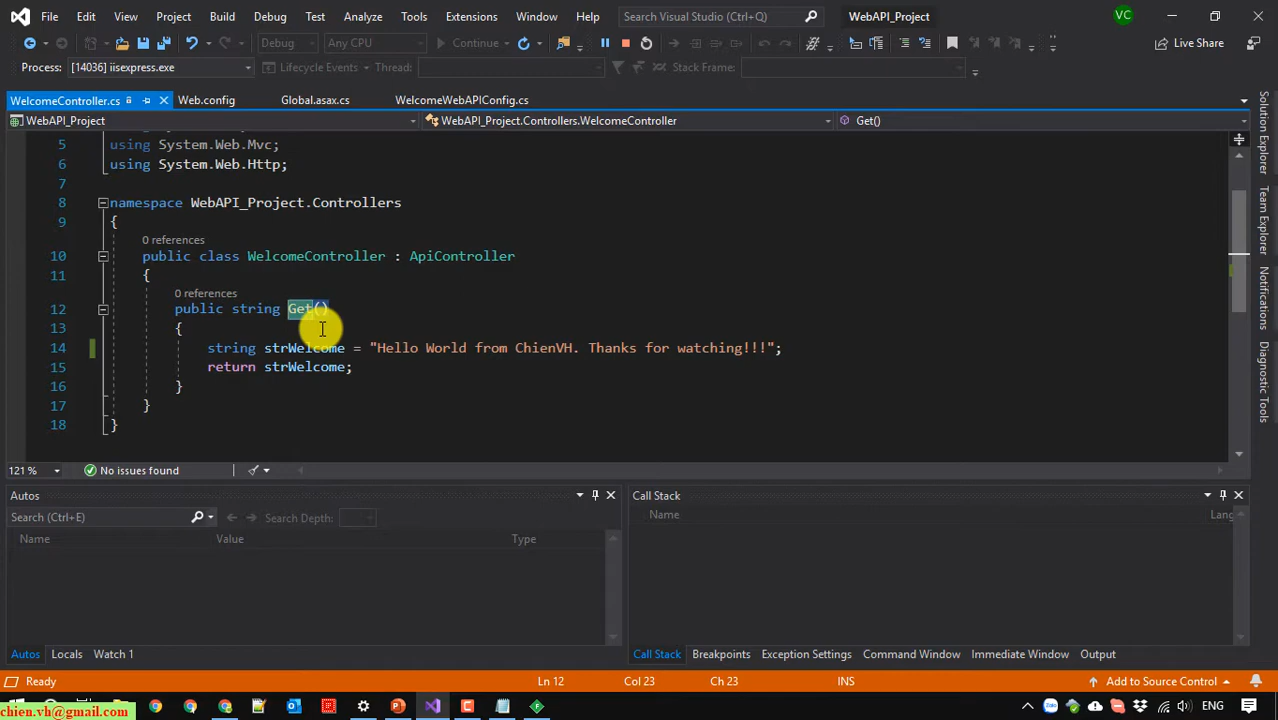 File Edit View Project Build Debug Test Analyze Tools Extensions Window Help Search Visual Studio (Ctrl+Q) WebAPI_Project VC
Debug Any CPU Continue Live Share
Process: [14036] iisexpress.exe Lifecycle Events Thread: Stack Frame:
WelcomeController.cs Web.config Global.asax.cs WelcomeWebAPIConfig.cs
WebAPI_Project WebAPI_Project.Controllers.WelcomeController Get()
5 using System.Web.Mvc;
6 using System.Web.Http;
7
8 namespace WebAPI_Project.Controllers
9 {
0 references
10 public class WelcomeController : ApiController
11 {
0 references
12 public string Get()
13 {
14 string strWelcome = "Hello World from ChienVH. Thanks for watching!!!";
15 return strWelcome;
16 }
17 }
18 }
Solution Explorer
Team Explorer
Diagnostic Tools
121 % No issues found
Autos
Search (Ctrl+E) Search Depth:
Name Value Type
Call Stack
Name Lang
Autos Locals Watch 1
Call Stack Breakpoints Exception Settings Command Window Immediate Window Output
Ready Ln 12 Col 23 Ch 23 INS Add to Source Control
chien.vh@gmail.com
ENG